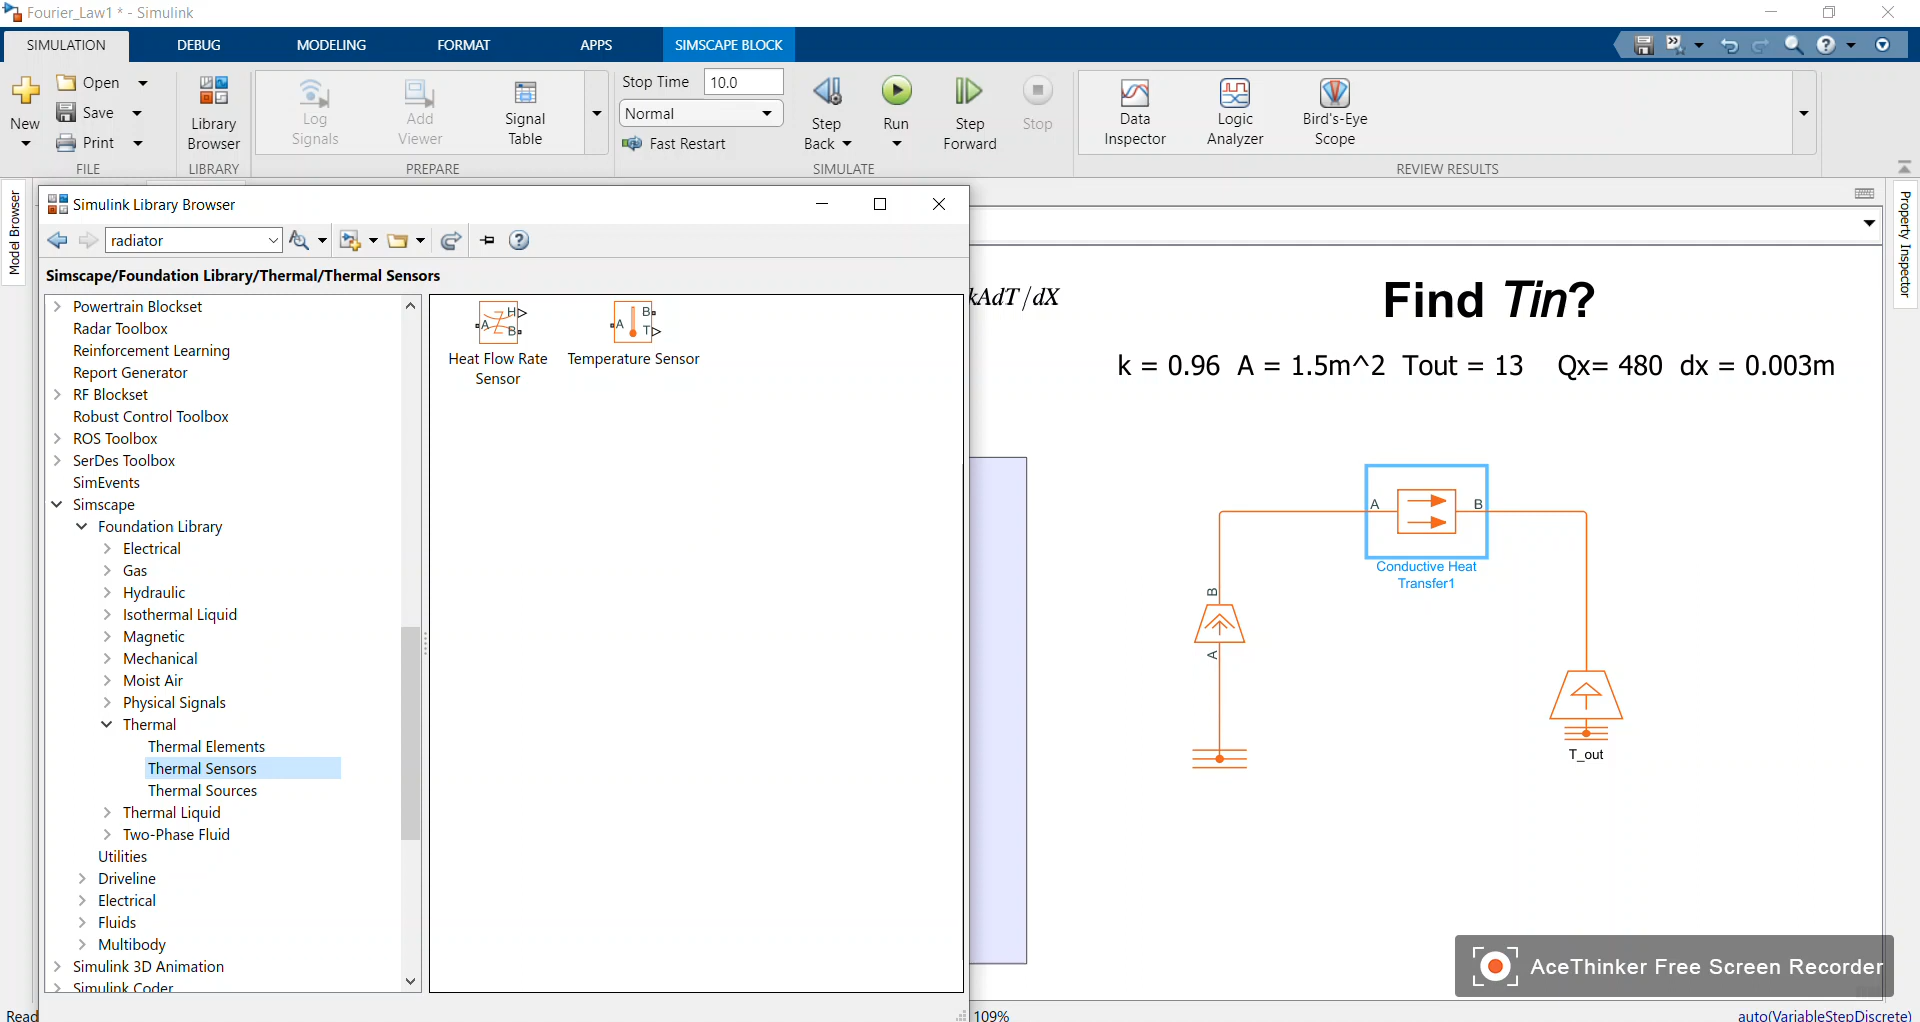 Fourier_Law1 * - Simulink
SIMULATION DEBUG MODELING FORMAT APPS SIMSCAPE BLOCK
New
Open
Save
Print
FILE
Library Browser
LIBRARY
Log Signals
Add Viewer
Signal Table
PREPARE
Stop Time 10.0
Normal
Fast Restart
Step Back
Run
Step Forward
Stop
SIMULATE
Data Inspector
Logic Analyzer
Bird's-Eye Scope
REVIEW RESULTS
Model Browser
Property Inspector
Simulink Library Browser
radiator
Simscape/Foundation Library/Thermal/Thermal Sensors
Powertrain Blockset
Radar Toolbox
Reinforcement Learning
Report Generator
RF Blockset
Robust Control Toolbox
ROS Toolbox
SerDes Toolbox
SimEvents
Simscape
Foundation Library
Electrical
Gas
Hydraulic
Isothermal Liquid
Magnetic
Mechanical
Moist Air
Physical Signals
Thermal
Thermal Elements
Thermal Sensors
Thermal Sources
Thermal Liquid
Two-Phase Fluid
Utilities
Driveline
Electrical
Fluids
Multibody
Simulink 3D Animation
Simulink Coder
A H B
Heat Flow Rate
Sensor
A B T
Temperature Sensor
kAdT/dX
Find Tin?
k = 0.96 A = 1.5m^2 Tout = 13 Qx= 480 dx = 0.003m
A B
Conductive Heat
Transfer1
B
A
T_out
AceThinker Free Screen Recorder
Read
109%
auto(VariableStepDiscrete)